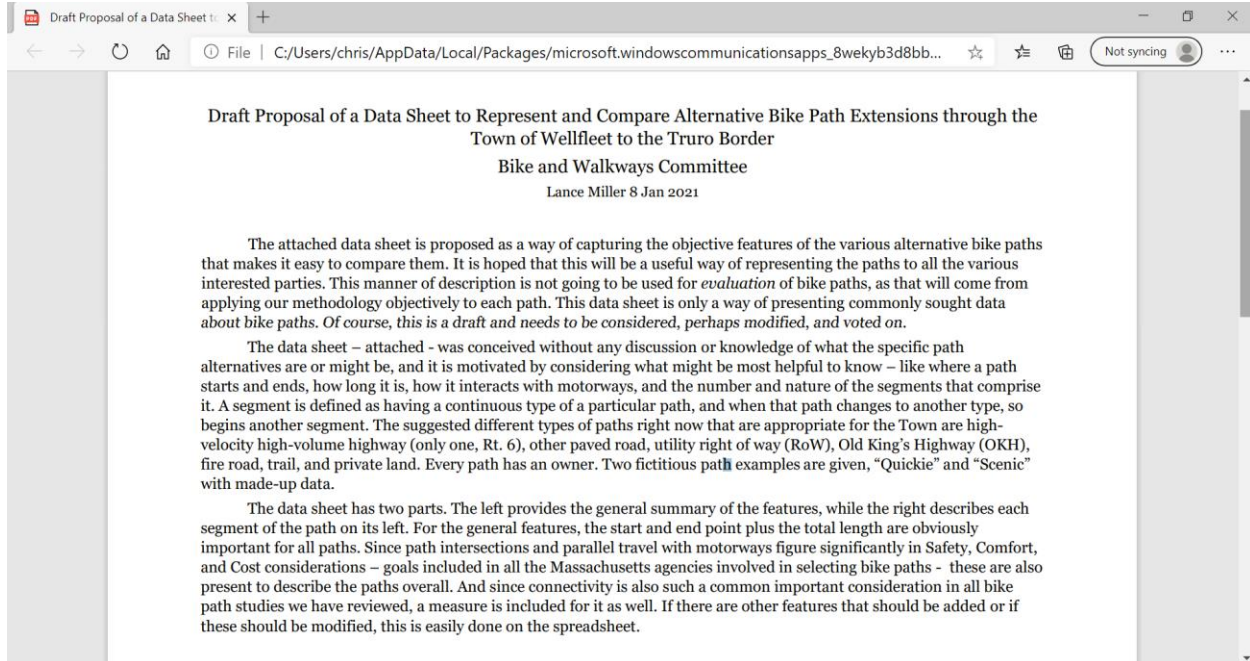 Draft Proposal of a Data Sheet to
File | C:/Users/chris/AppData/Local/Packages/microsoft.windowscommunicationsapps_8wekyb3d8bb...
Not syncing
Draft Proposal of a Data Sheet to Represent and Compare Alternative Bike Path Extensions through the
Town of Wellfleet to the Truro Border
Bike and Walkways Committee
Lance Miller 8 Jan 2021
The attached data sheet is proposed as a way of capturing the objective features of the various alternative bike paths
that makes it easy to compare them. It is hoped that this will be a useful way of representing the paths to all the various
interested parties. This manner of description is not going to be used for evaluation of bike paths, as that will come from
applying our methodology objectively to each path. This data sheet is only a way of presenting commonly sought data
about bike paths. Of course, this is a draft and needs to be considered, perhaps modified, and voted on.
The data sheet – attached - was conceived without any discussion or knowledge of what the specific path
alternatives are or might be, and it is motivated by considering what might be most helpful to know – like where a path
starts and ends, how long it is, how it interacts with motorways, and the number and nature of the segments that comprise
it. A segment is defined as having a continuous type of a particular path, and when that path changes to another type, so
begins another segment. The suggested different types of paths right now that are appropriate for the Town are high-
velocity high-volume highway (only one, Rt. 6), other paved road, utility right of way (RoW), Old King's Highway (OKH),
fire road, trail, and private land. Every path has an owner. Two fictitious path examples are given, “Quickie” and “Scenic”
with made-up data.
The data sheet has two parts. The left provides the general summary of the features, while the right describes each
segment of the path on its left. For the general features, the start and end point plus the total length are obviously
important for all paths. Since path intersections and parallel travel with motorways figure significantly in Safety, Comfort,
and Cost considerations – goals included in all the Massachusetts agencies involved in selecting bike paths - these are also
present to describe the paths overall. And since connectivity is also such a common important consideration in all bike
path studies we have reviewed, a measure is included for it as well. If there are other features that should be added or if
these should be modified, this is easily done on the spreadsheet.